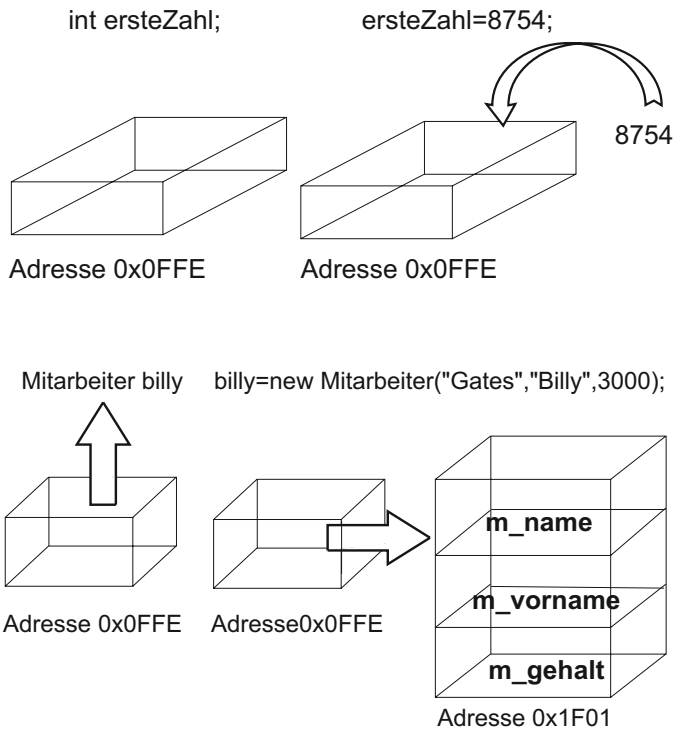 int ersteZahl;
ersteZahl=8754;
8754
Adresse 0x0FFE
Adresse 0x0FFE
Mitarbeiter billy
billy=new Mitarbeiter("Gates","Billy",3000);
m_name
m_vorname
m_gehalt
Adresse 0x0FFE
Adresse0x0FFE
Adresse 0x1F01